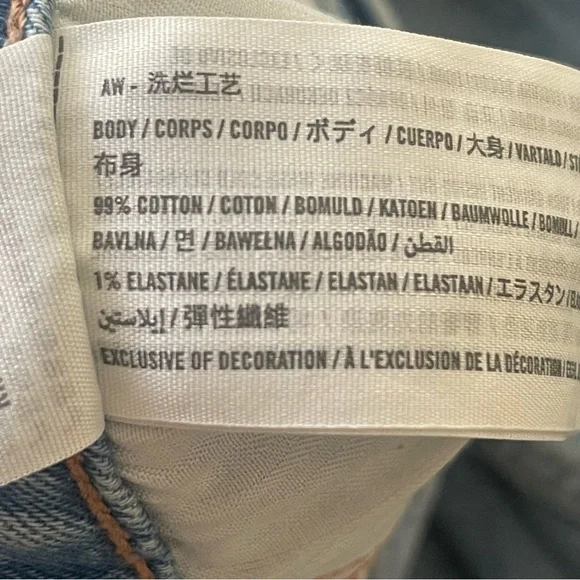 AW - 洗烂工艺
BODY / CORPS / CORPO / ボディ / CUERPO / 大身 / VARTALO /
布身
99% COTTON / COTON / BOMULD / KATOEN / BAUMWOLLE / BOMULL /
BAVLNA / 면 / BAWEŁNA / ALGODÃO / القطن
1% ELASTANE / ÉLASTANE / ELASTAN / ELASTAAN / エラスタン /
إيلاستين / 彈性纖維
EXCLUSIVE OF DECORATION / À L'EXCLUSION DE LA DÉCORATION /